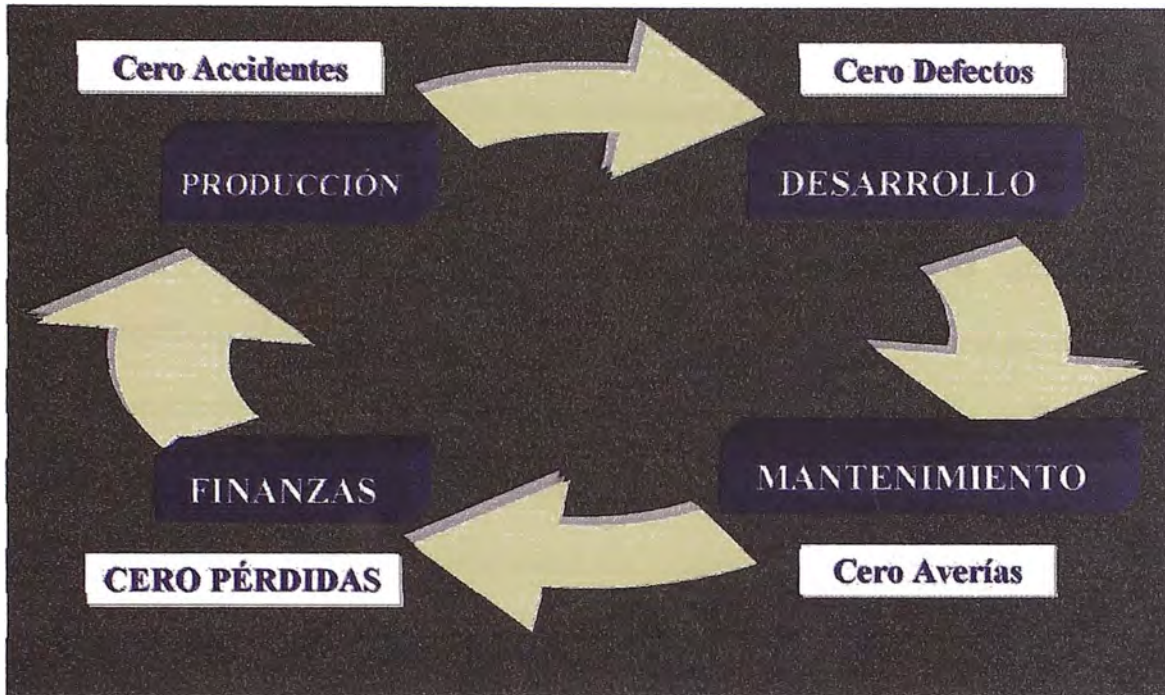 Cero Accidentes
Cero Defectos
PRODUCCIÓN
DESARROLLO
FINANZAS
MANTENIMIENTO
CERO PÉRDIDAS
Cero Averías